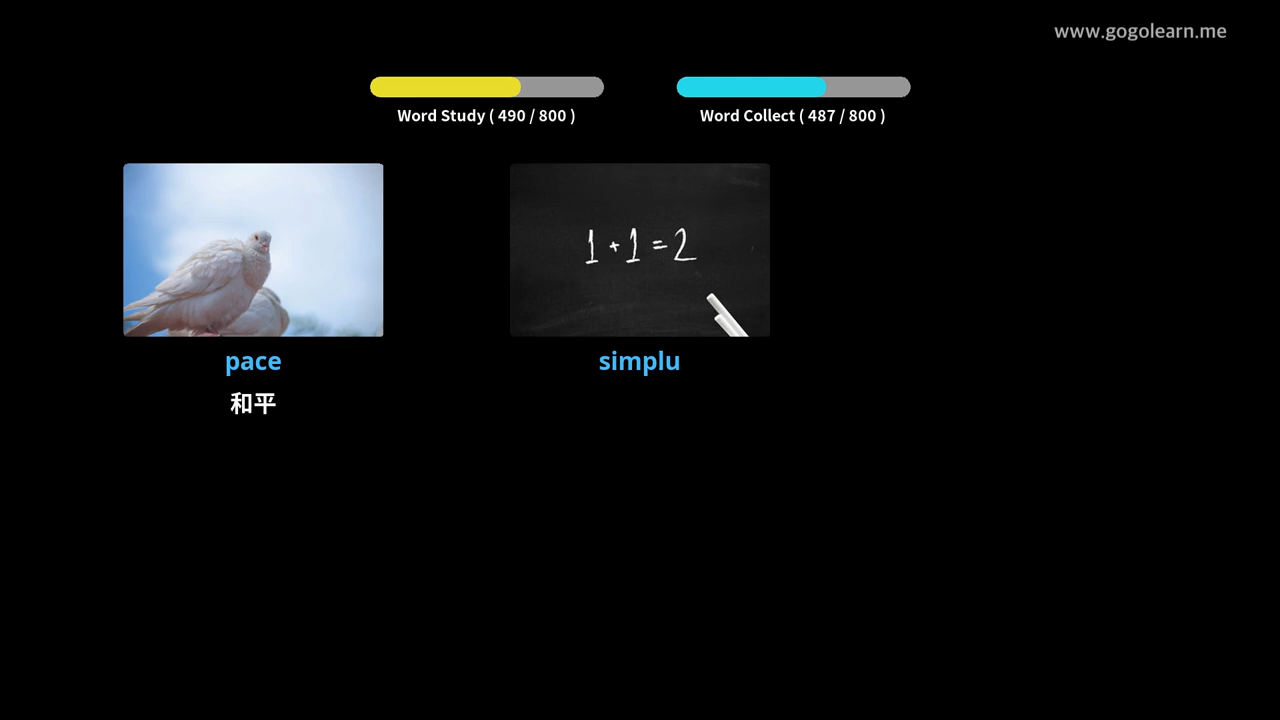 www.gogolearn.me
Word Study ( 490 / 800 )
Word Collect ( 487 / 800 )
1 + 1 = 2
pace
simplu
和平